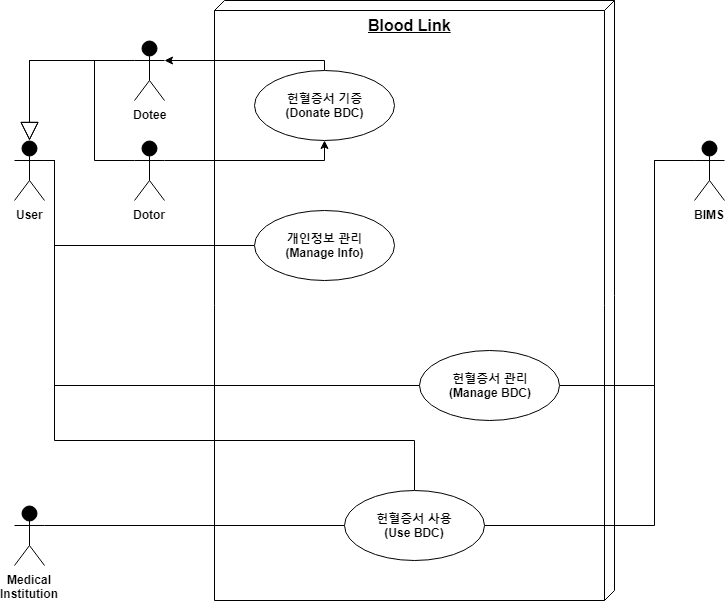 Blood Link
Dotee
헌혈증서 기증
(Donate BDC)
User
Dotor
BIMS
개인정보 관리
(Manage Info)
헌혈증서 관리
(Manage BDC)
헌혈증서 사용
(Use BDC)
Medical
Institution